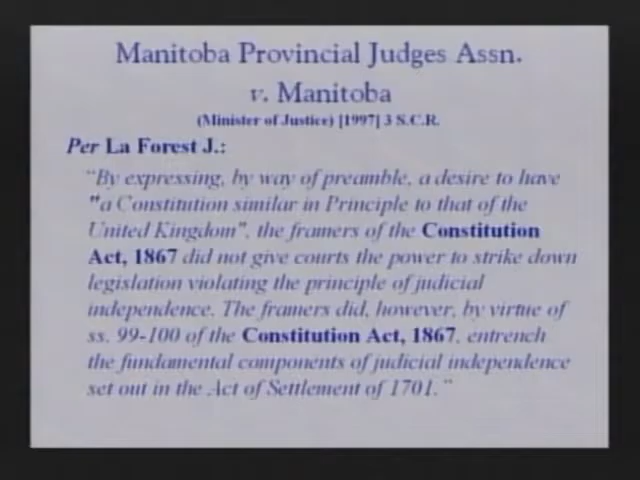 Manitoba Provincial Judges Assn.
v. Manitoba
(Minister of Justice) [1997] 3 S.C.R.
Per La Forest J.:
"By expressing, by way of preamble, a desire to have
"a Constitution similar in Principle to that of the
United Kingdom", the framers of the Constitution
Act, 1867 did not give courts the power to strike down
legislation violating the principle of judicial
independence. The framers did, however, by virtue of
ss. 99-100 of the Constitution Act, 1867, entrench
the fundamental components of judicial independence
set out in the Act of Settlement of 1701."